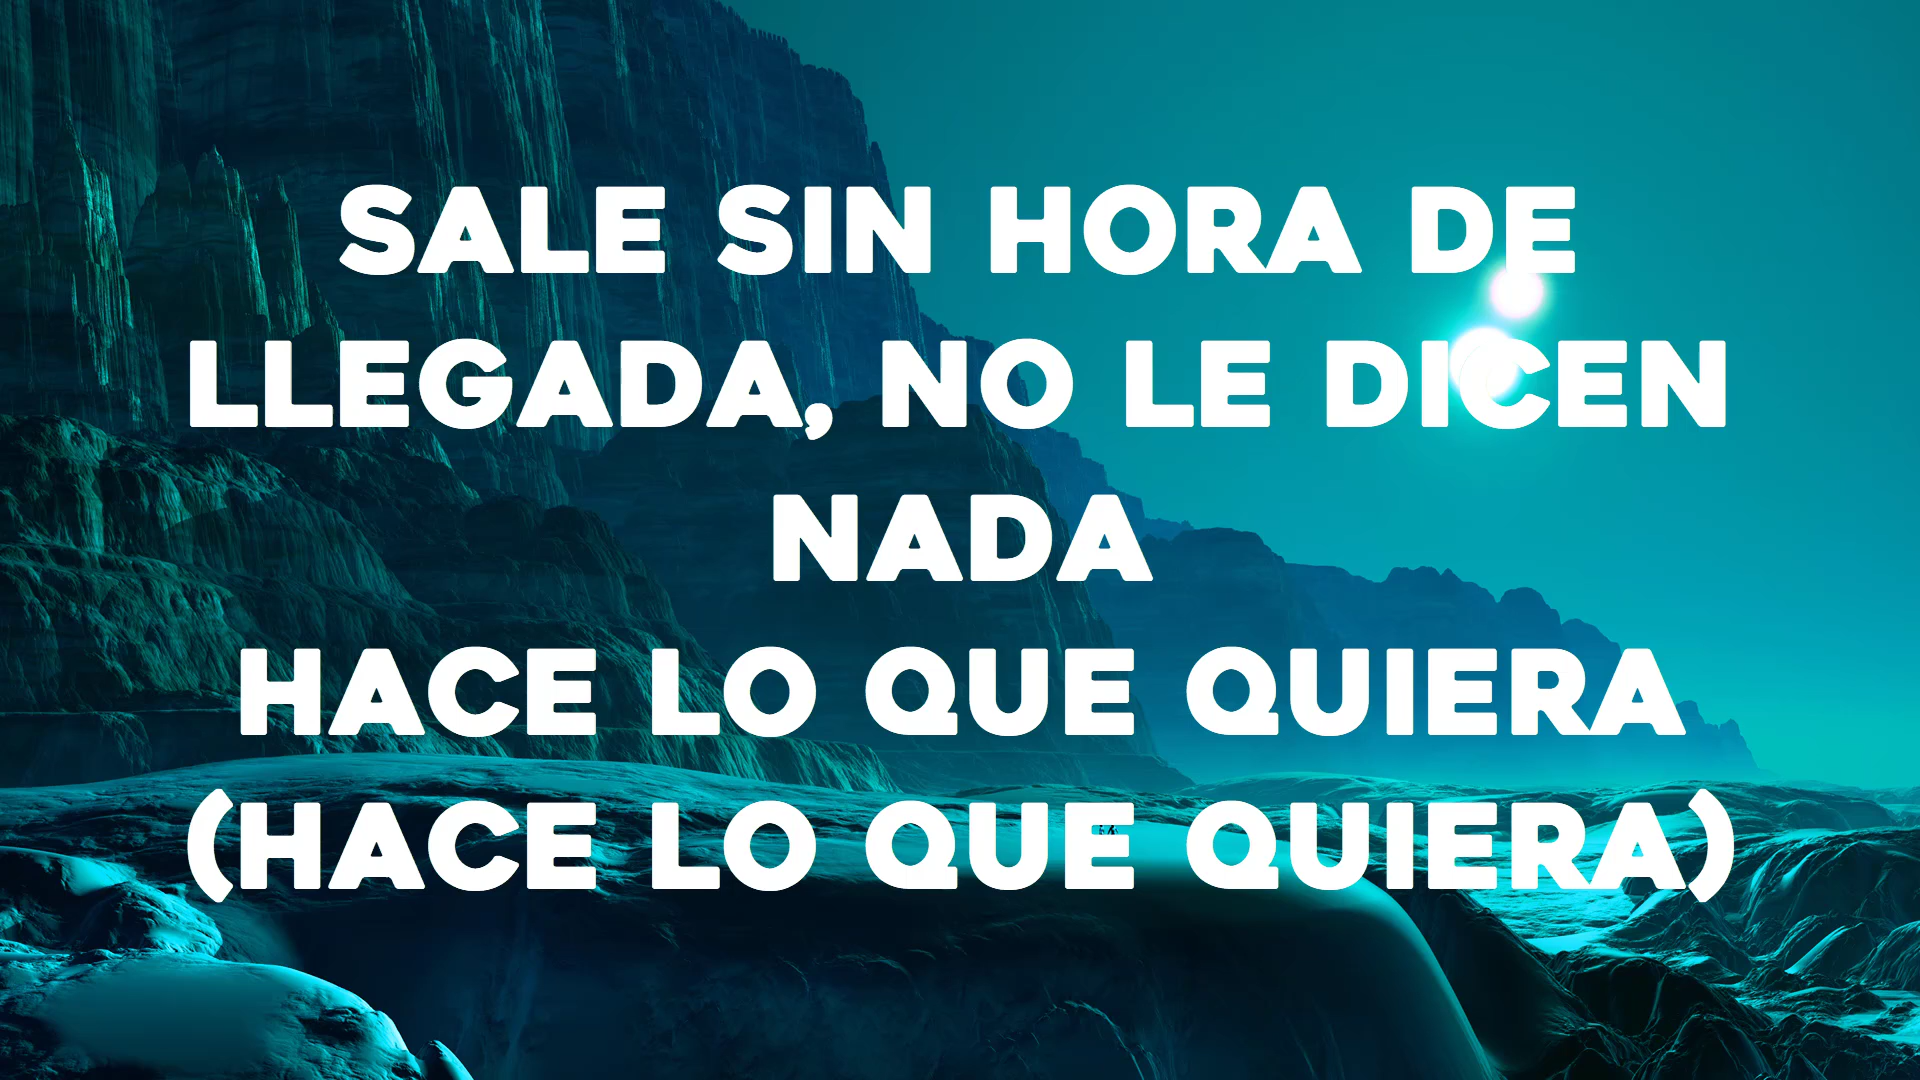 SALE SIN HORA DE
LLEGADA, NO LE DICEN
NADA
HACE LO QUE QUIERA
(HACE LO QUE QUIERA)